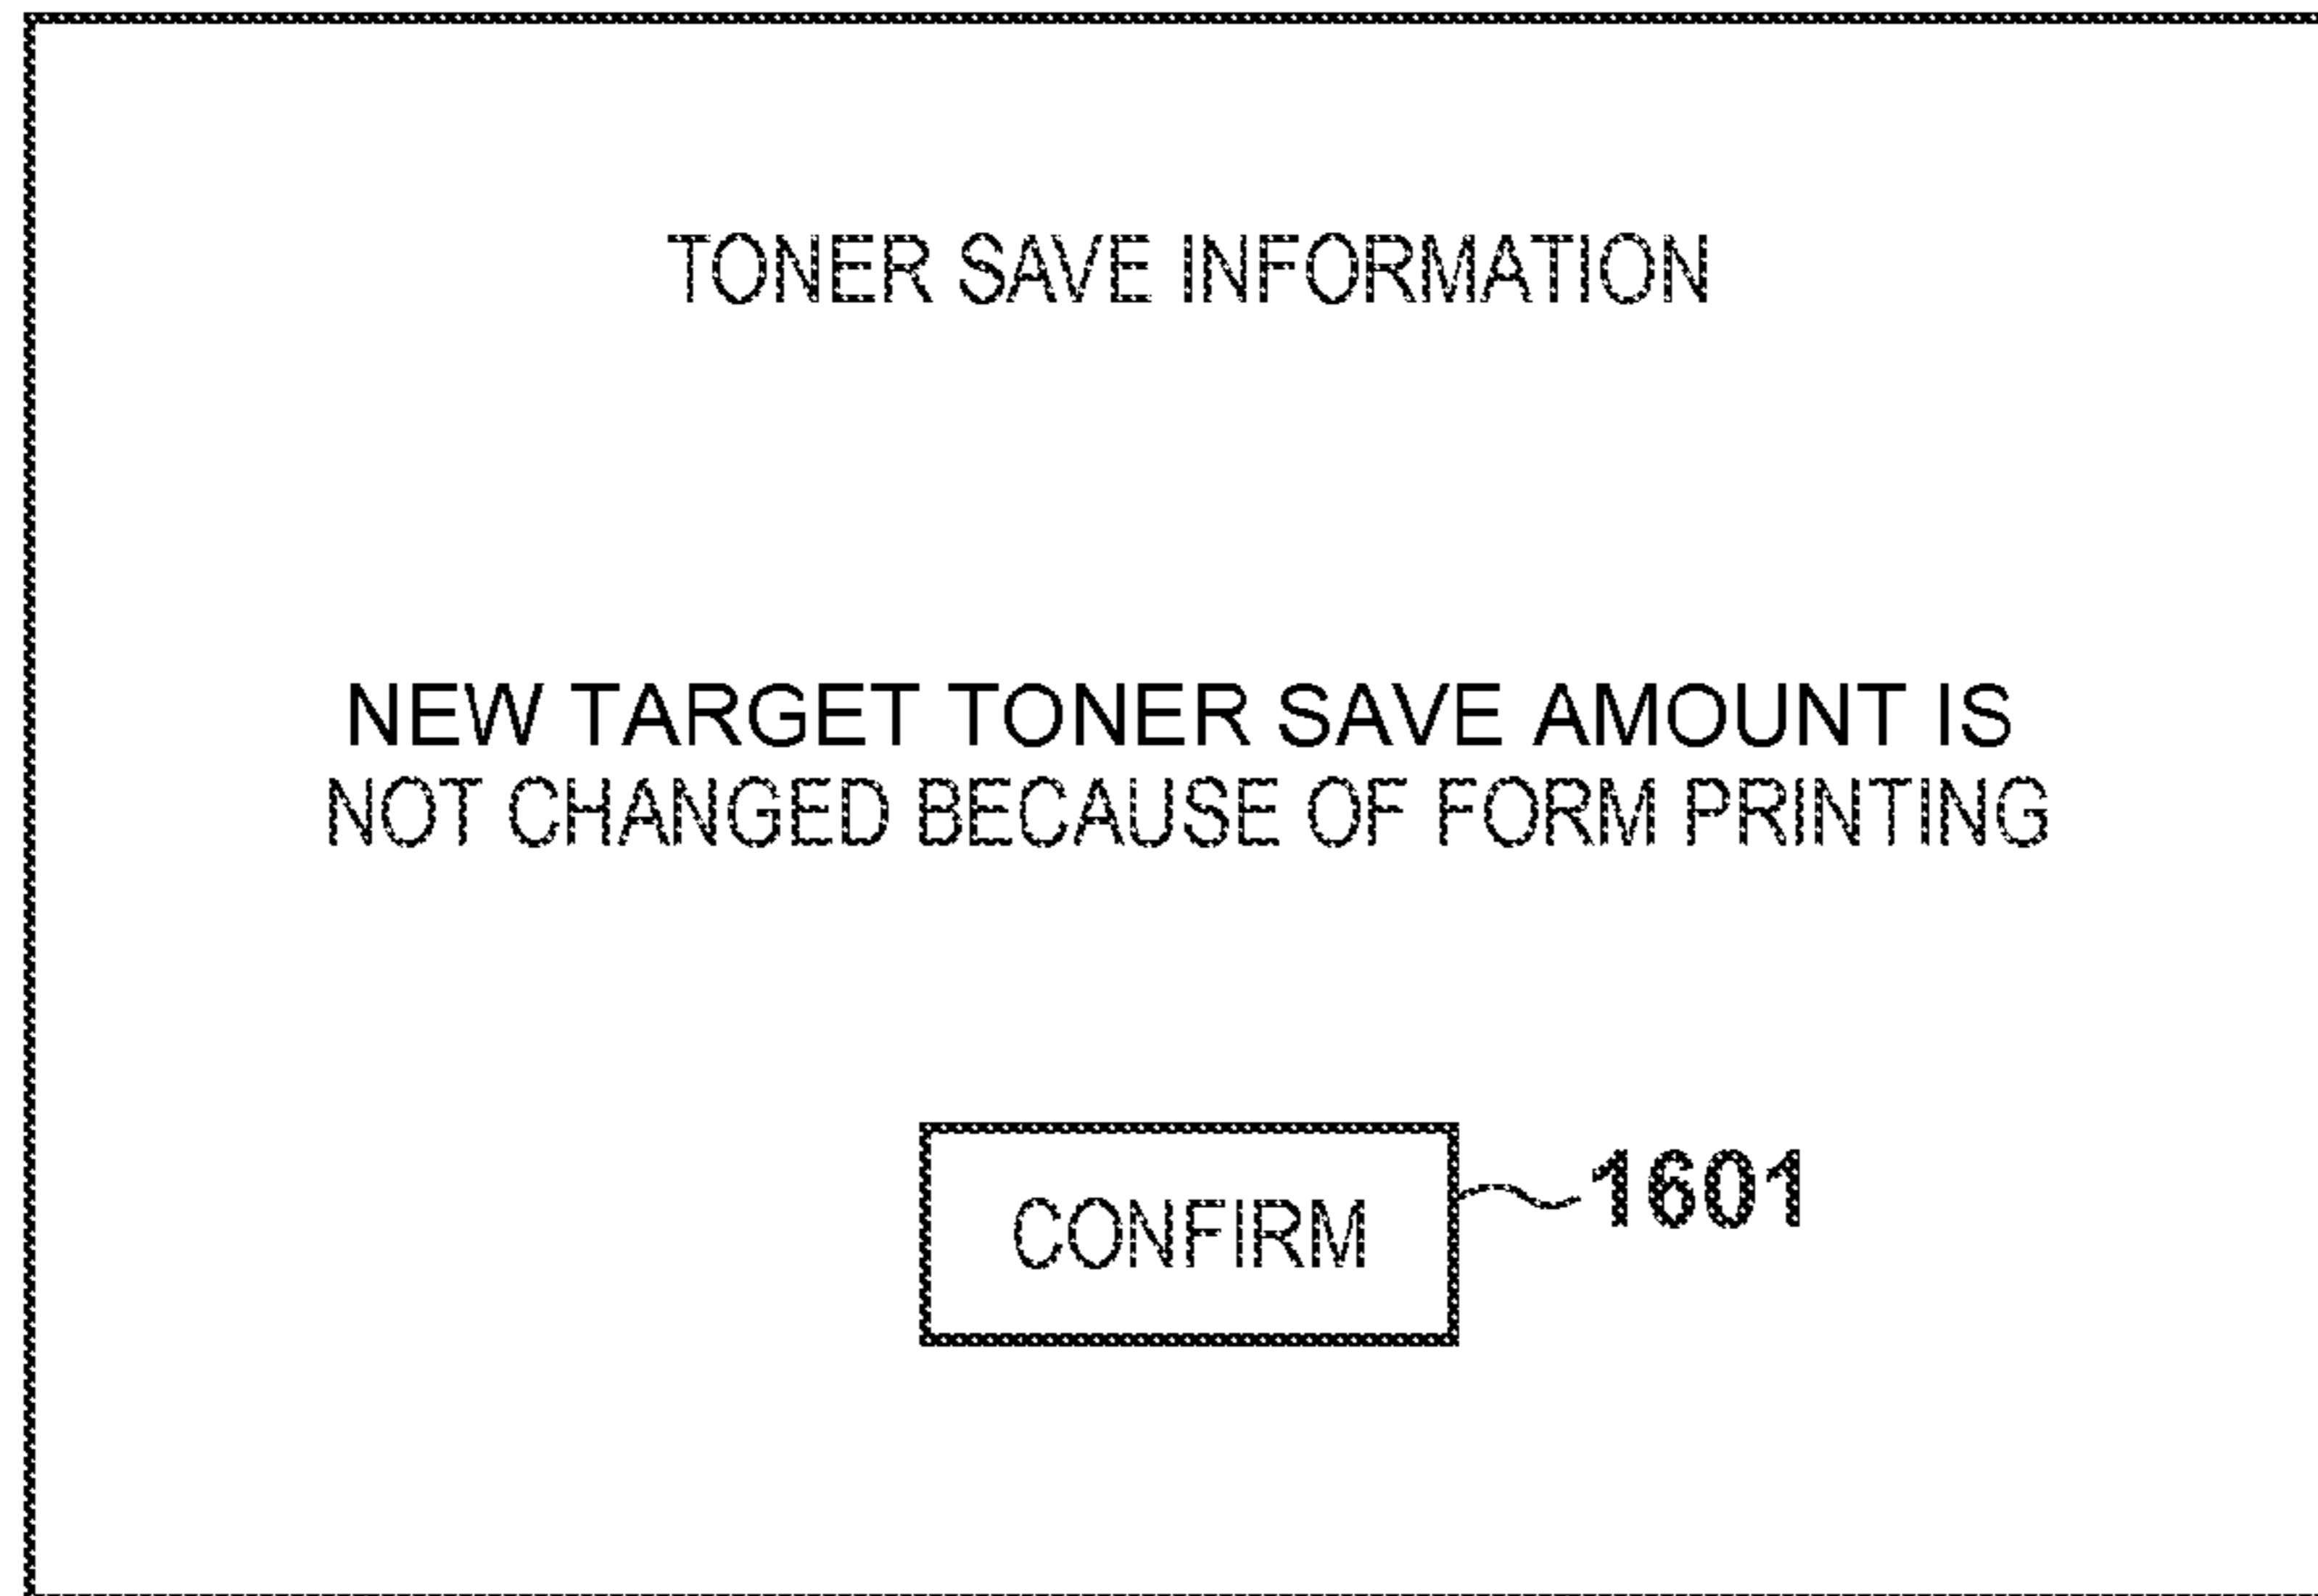 TONER SAVE INFORMATION
NEW TARGET TONER SAVE AMOUNT IS
NOT CHANGED BECAUSE OF FORM PRINTING
CONFIRM
1601